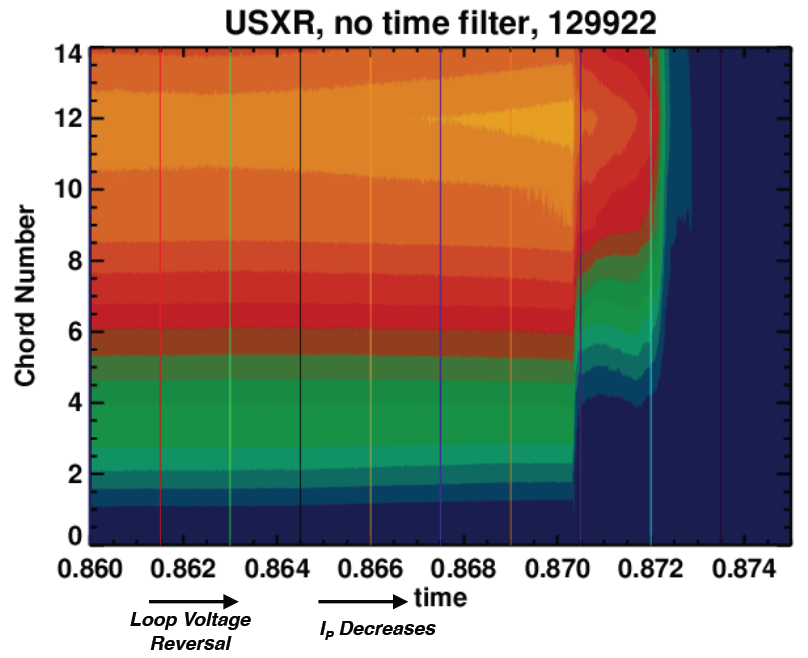 USXR, no time filter, 129922
14
12
10
8
6
4
2
0
Chord Number
0.860 0.862 0.864 0.866 0.868 0.870 0.872 0.874
time
Loop Voltage
Reversal
IP Decreases